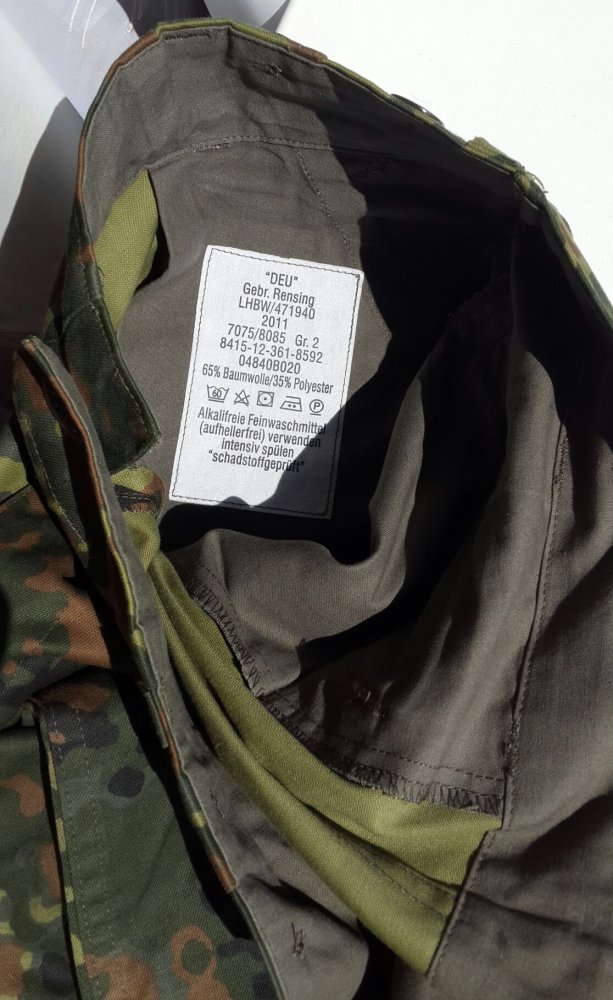 "DEU"
Gebr. Rensing
LHBW/471940
2011
7075/8085 Gr. 2
8415-12-361-8592
04840B020
65% Baumwolle/35% Polyester
60 P
Alkalifreie Feinwaschmittel
(aufhellerfrei) verwenden
intensiv spülen
"schadstoffgeprüft"